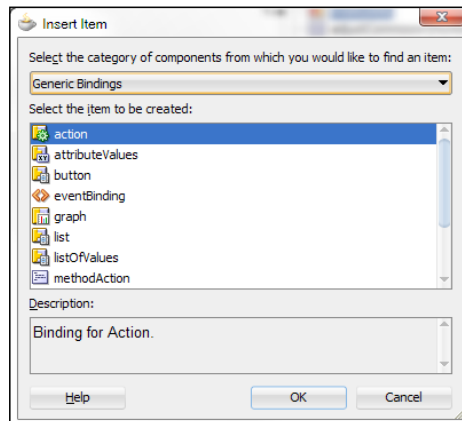 Insert Item
Select the category of components from which you would like to find an item:
Generic Bindings
Select the item to be created:
action
attributeValues
button
eventBinding
graph
list
listOfValues
methodAction
Description:
Binding for Action.
Help
OK
Cancel